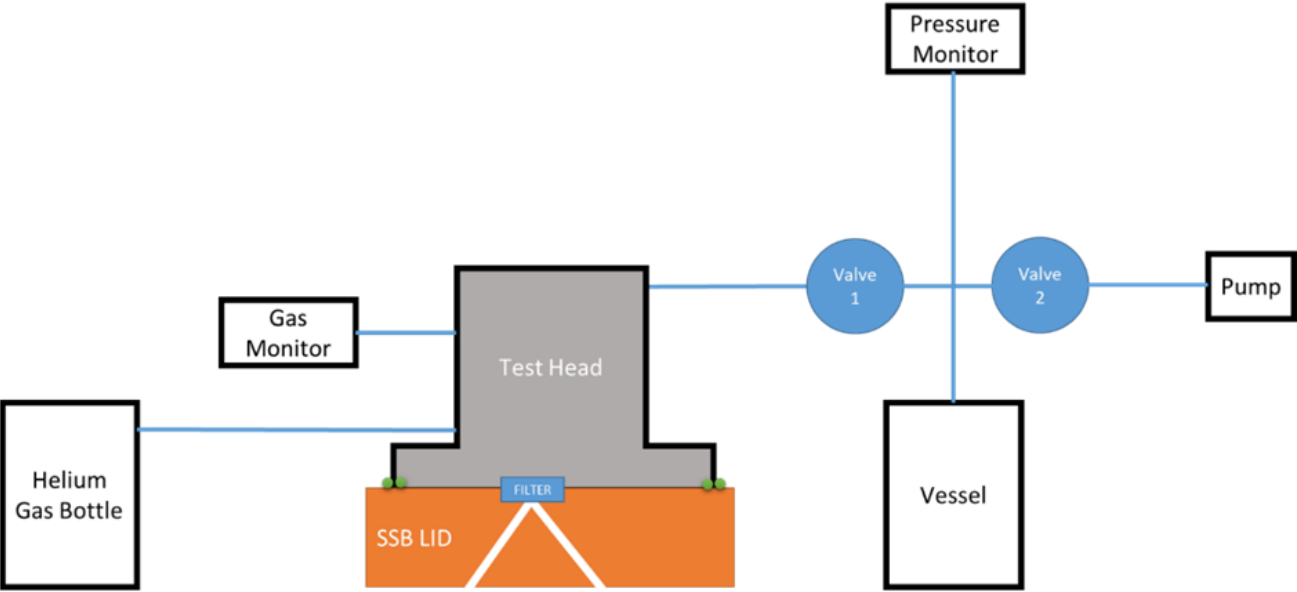 Pressure
Monitor
Valve
1
Valve
2
Pump
Gas
Monitor
Test Head
Helium
Gas Bottle
FILTER
SSB LID
Vessel